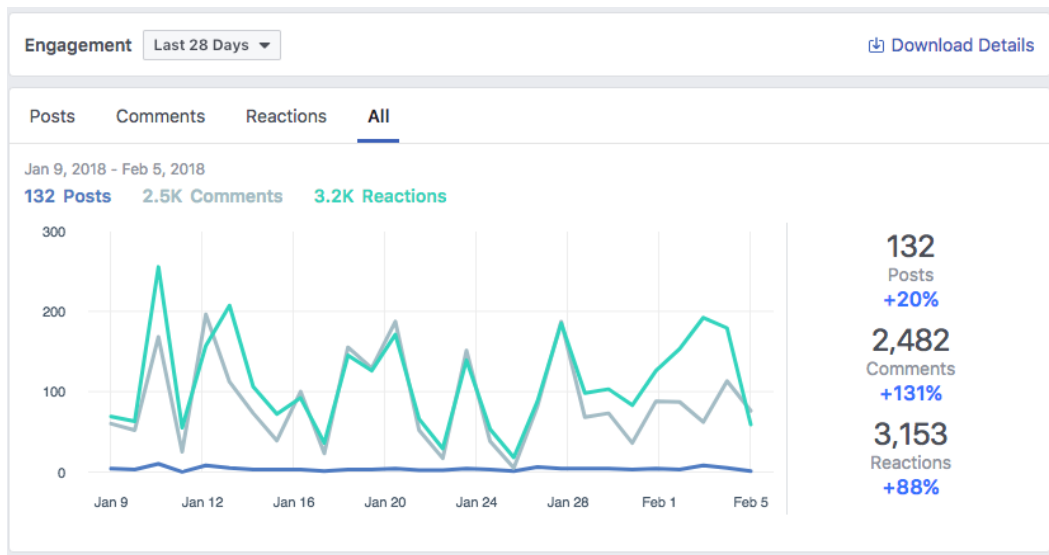 Engagement Last 28 Days Download Details
Posts Comments Reactions All
Jan 9, 2018 - Feb 5, 2018
132 Posts 2.5K Comments 3.2K Reactions
300
200
100
0
Jan 9 Jan 12 Jan 16 Jan 20 Jan 24 Jan 28 Feb 1 Feb 5
132
Posts
+20%
2,482
Comments
+131%
3,153
Reactions
+88%